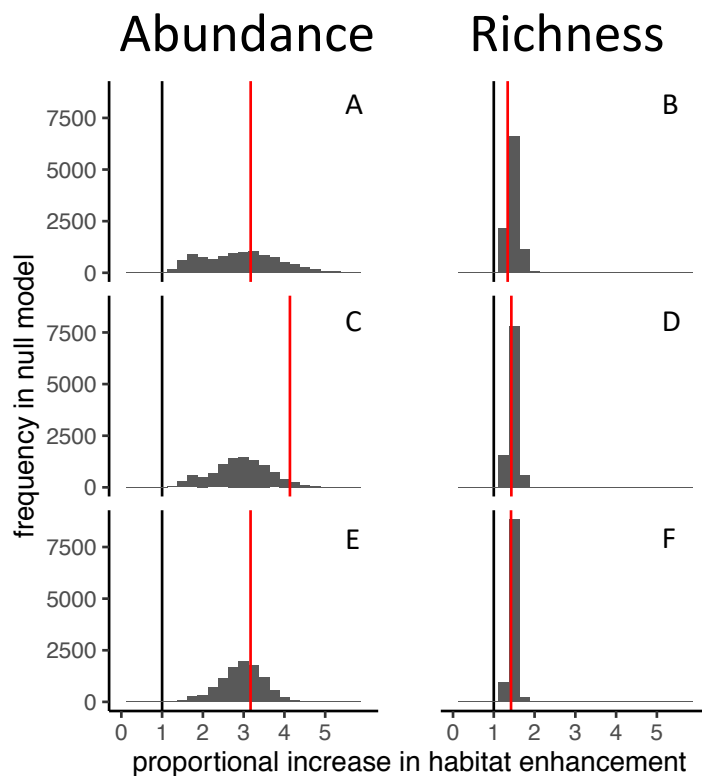 Abundance Richness
frequency in null model
A
7500
5000
2500
0
B
C
7500
5000
2500
0
D
E
7500
5000
2500
0
F
0 1 2 3 4 5
0 1 2 3 4 5
proportional increase in habitat enhancement